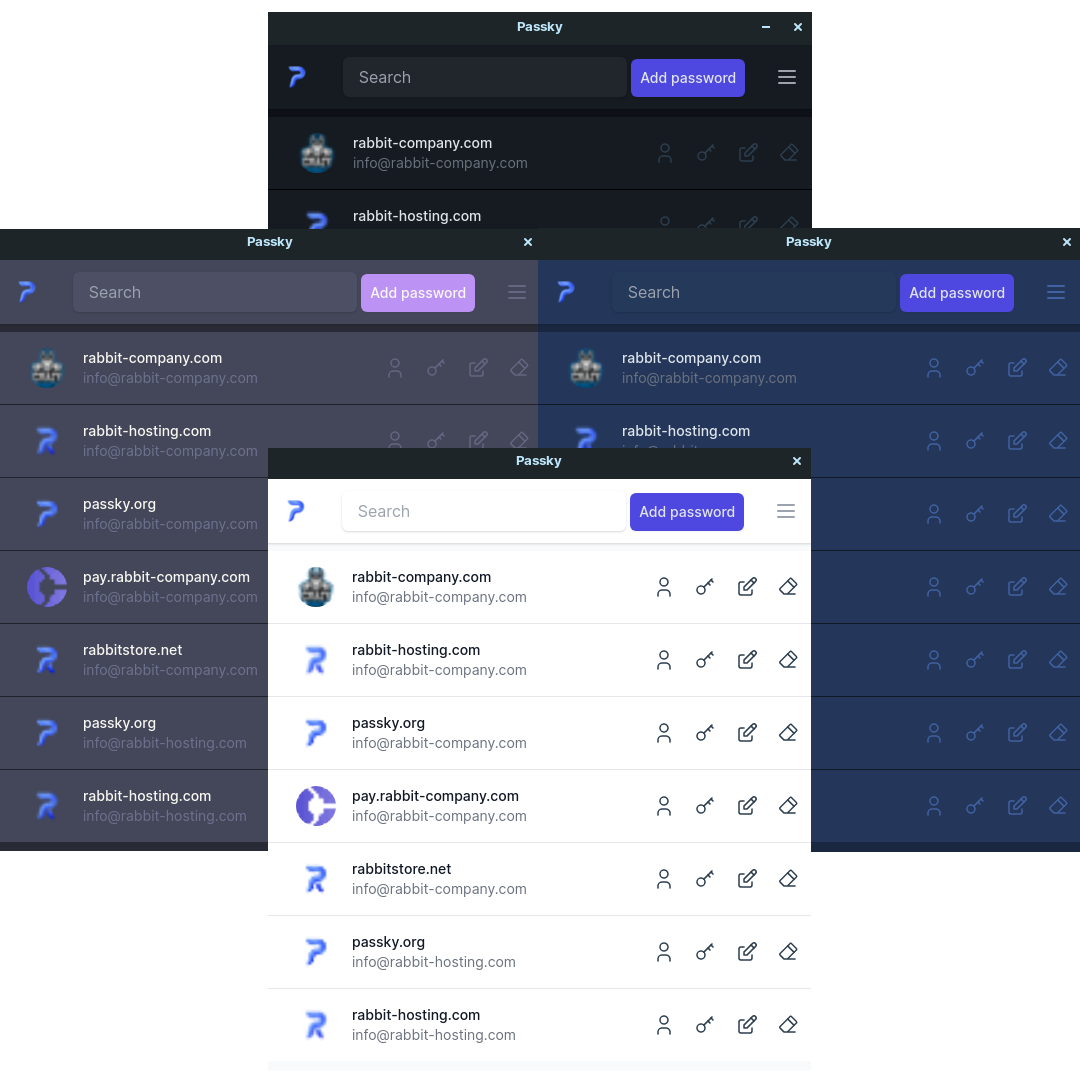 Passky
Search
Add password
rabbit-company.com
info@rabbit-company.com
rabbit-hosting.com
Passky
Search
Add password
rabbit-company.com
info@rabbit-company.com
rabbit-hosting.com
info@rabbit-company.com
passky.org
info@rabbit-company.com
pay.rabbit-company.com
info@rabbit-company.com
rabbitstore.net
info@rabbit-company.com
passky.org
info@rabbit-hosting.com
rabbit-hosting.com
info@rabbit-hosting.com
Passky
Search
Add password
rabbit-company.com
info@rabbit-company.com
rabbit-hosting.com
Passky
Search
Add password
rabbit-company.com
info@rabbit-company.com
rabbit-hosting.com
info@rabbit-company.com
passky.org
info@rabbit-company.com
pay.rabbit-company.com
info@rabbit-company.com
rabbitstore.net
info@rabbit-company.com
passky.org
info@rabbit-hosting.com
rabbit-hosting.com
info@rabbit-hosting.com